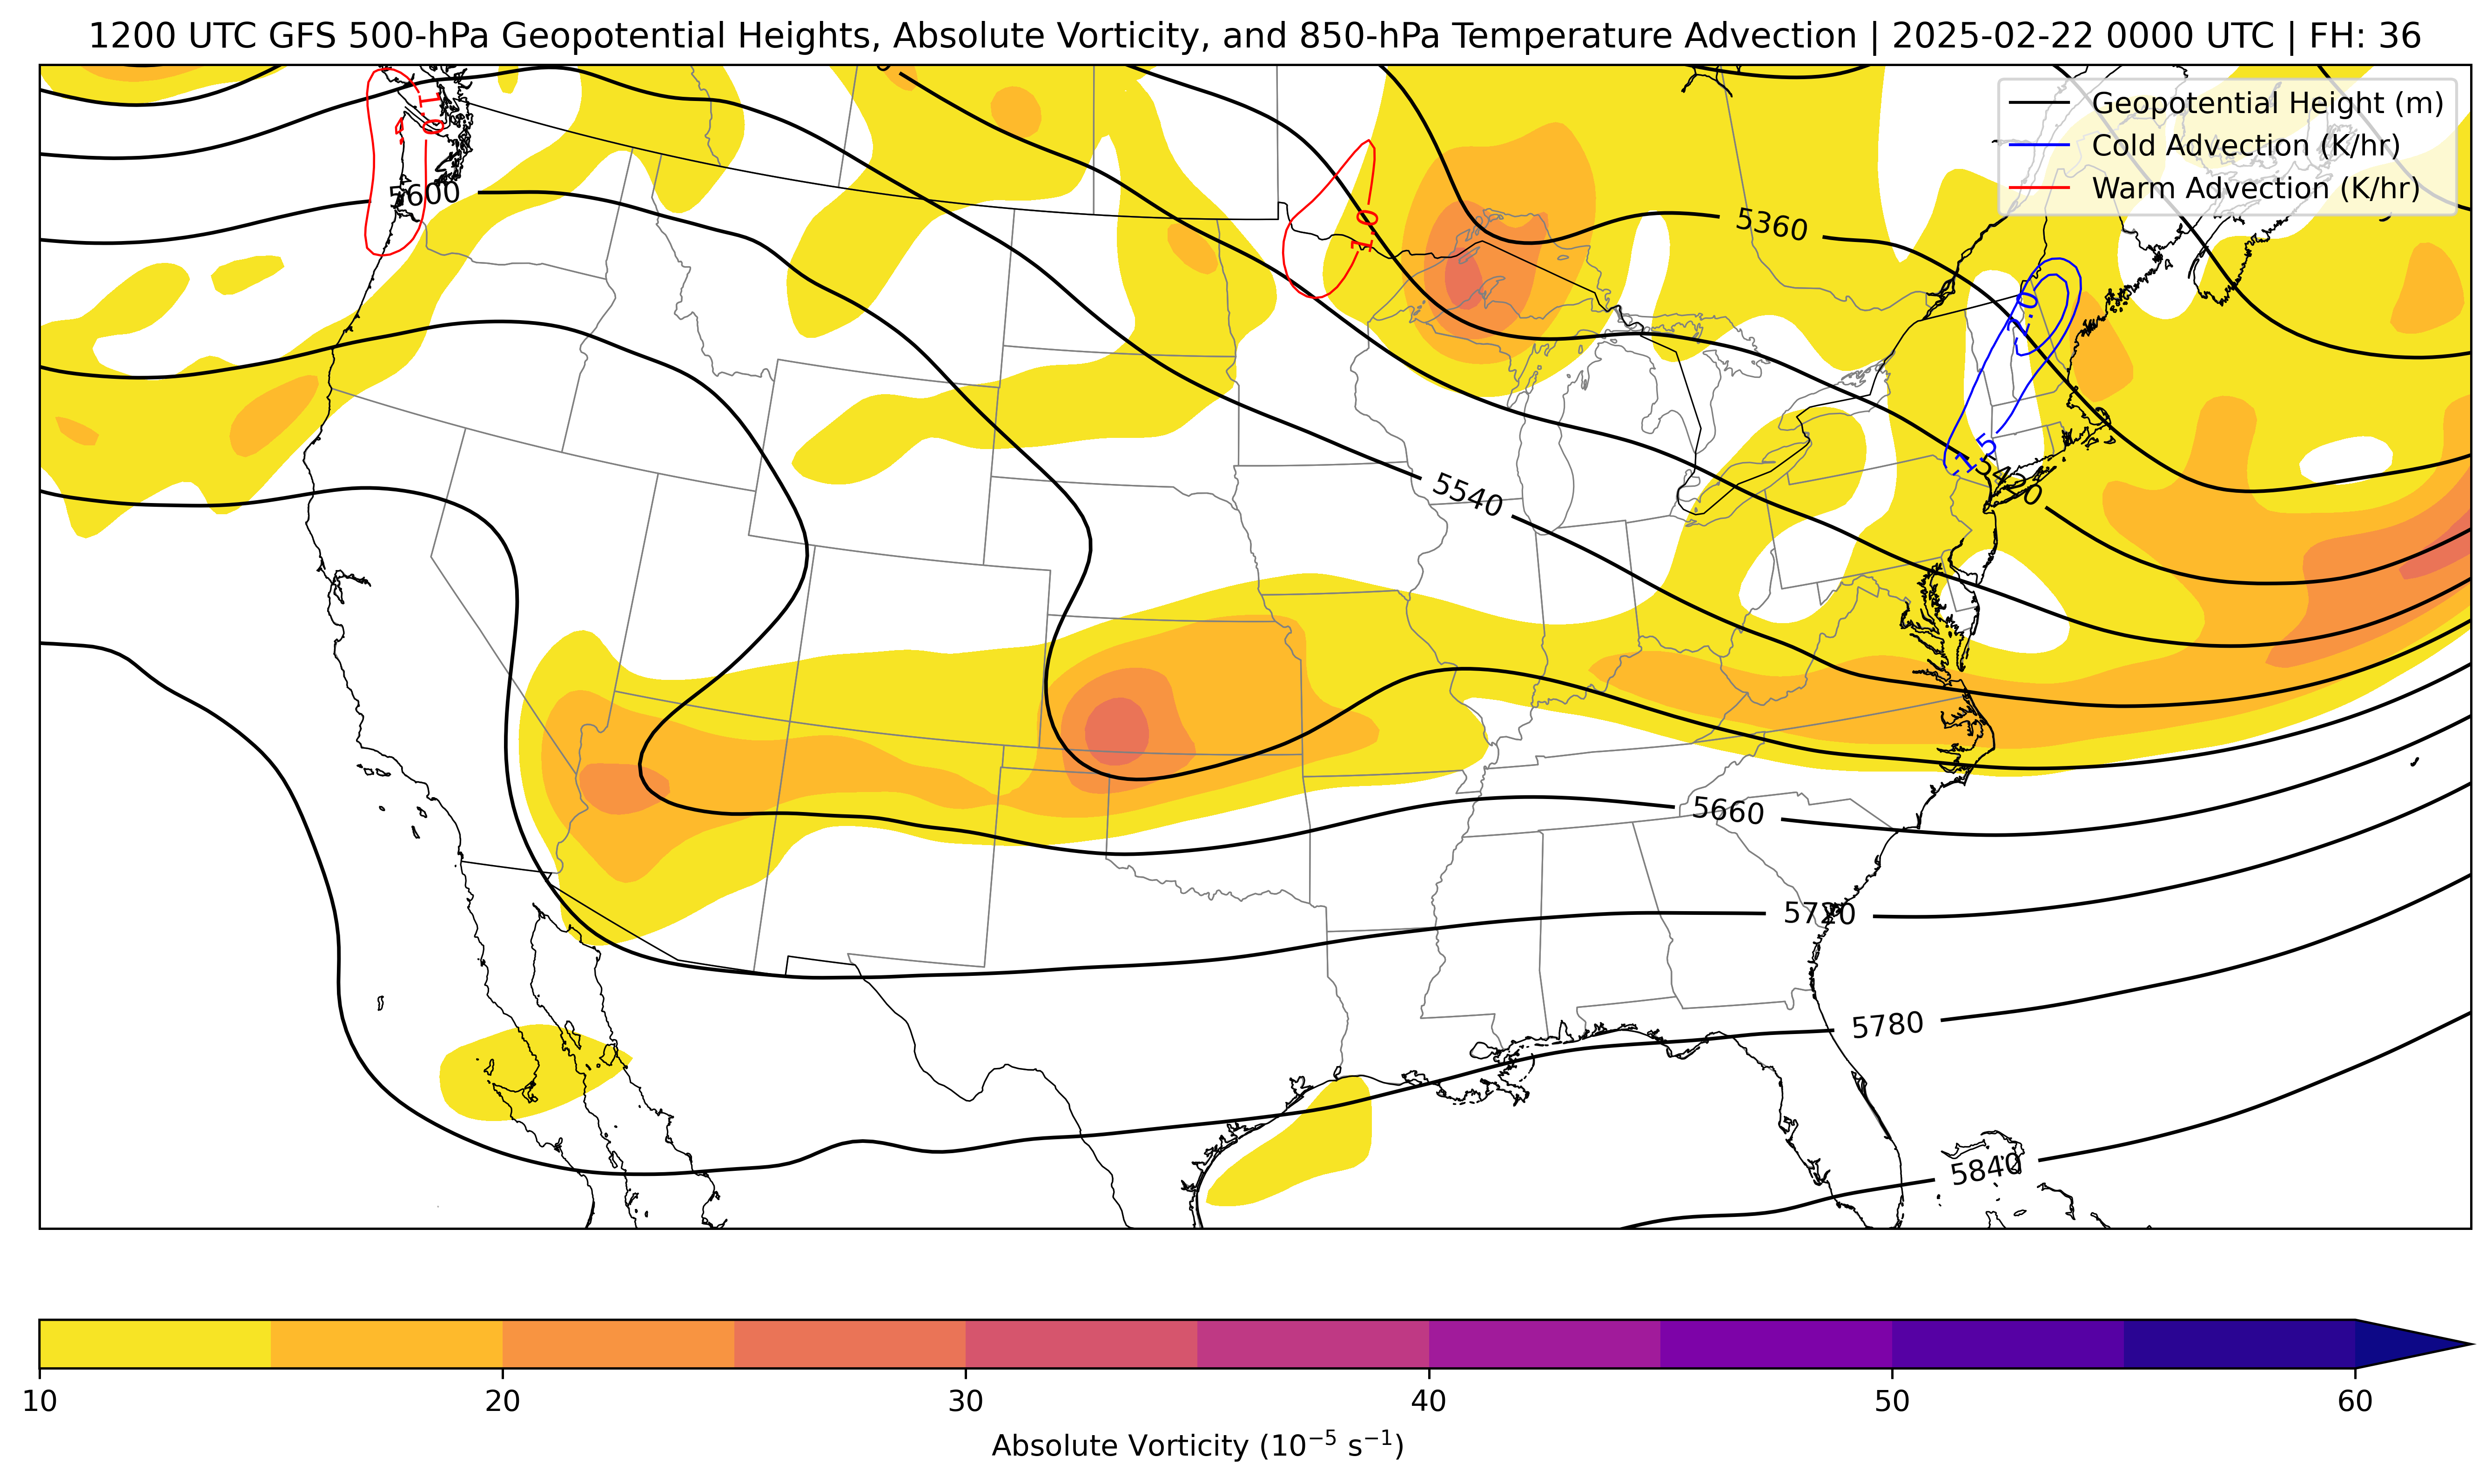 1200 UTC GFS 500-hPa Geopotential Heights, Absolute Vorticity, and 850-hPa Temperature Advection | 2025-02-22 0000 UTC | FH: 36
Geopotential Height (m)
Cold Advection (K/hr)
Warm Advection (K/hr)
1.0
5600
1.0
5360
-2.0
-1.5
5420
5540
5660
5720
5780
5840
10 20 30 40 50 60
Absolute Vorticity (10⁻⁵ s⁻¹)